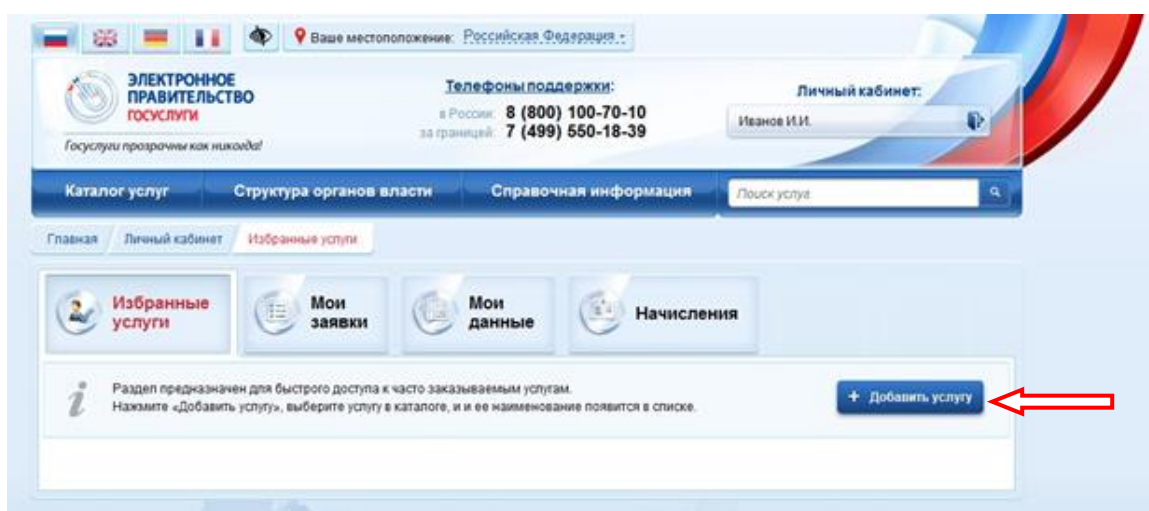 Ваше местоположение: Российская Федерация
ЭЛЕКТРОННОЕ
ПРАВИТЕЛЬСТВО
ГОСУСЛУГИ
Госуслуги прозрачны как никогда!
Телефоны поддержки:
в России: 8 (800) 100-70-10
за границей: 7 (499) 550-18-39
Личный кабинет:
Иванов И.И.
Каталог услуг Структура органов власти Справочная информация Поиск услуг
Главная Личный кабинет Избранные услуги
Избранные
услуги
Мои
заявки
Мои
данные
Начисления
Раздел предназначен для быстрого доступа к часто заказываемым услугам.
Нажмите «Добавить услугу», выберите услугу в каталоге, и и ее наименование появится в списке.
+ Добавить услугу